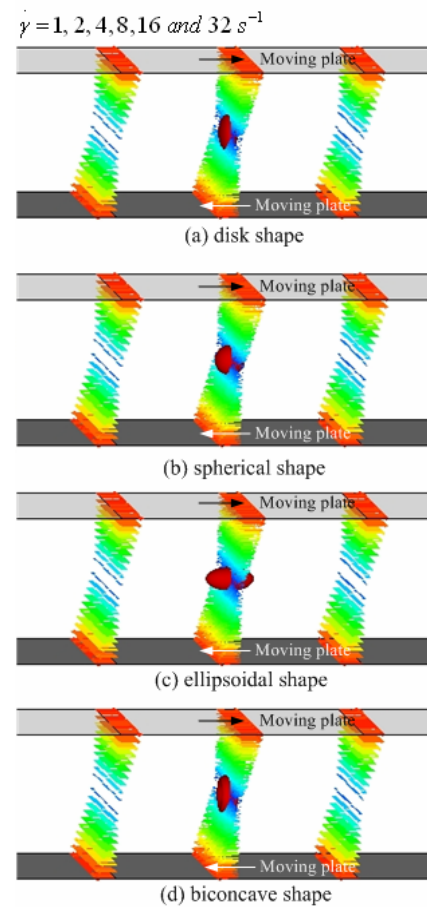 γ̇ = 1, 2, 4, 8,16 and 32 s⁻¹
Moving plate
Moving plate
(a) disk shape
Moving plate
Moving plate
(b) spherical shape
Moving plate
Moving plate
(c) ellipsoidal shape
Moving plate
Moving plate
(d) biconcave shape